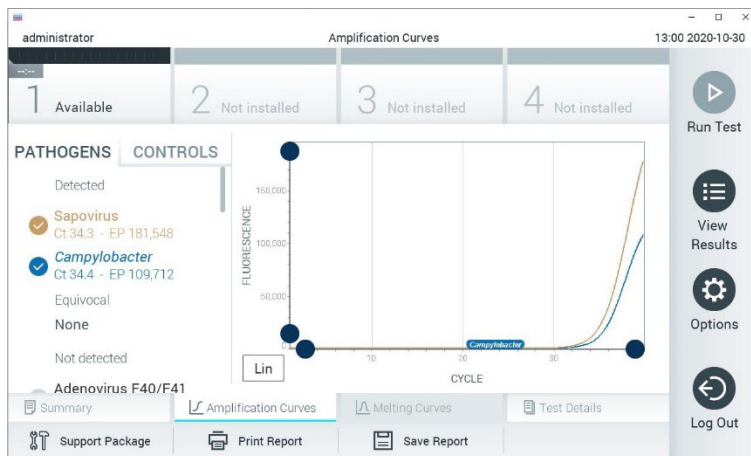 administrator
Amplification Curves
13:00 2020-10-30
--:--
1 Available
2 Not installed
3 Not installed
4 Not installed
Run Test
View
Results
Options
Log Out
PATHOGENS
CONTROLS
Detected
Sapovirus
Ct 34.3 - EP 181,548
Campylobacter
Ct 34.4 - EP 109,712
Equivocal
None
Not detected
Adenovirus F40/F41
FLUORESCENCE
150,000
100,000
50,000
0
Campylobacter
10
20
30
CYCLE
Lin
Summary
Amplification Curves
Melting Curves
Test Details
Support Package
Print Report
Save Report